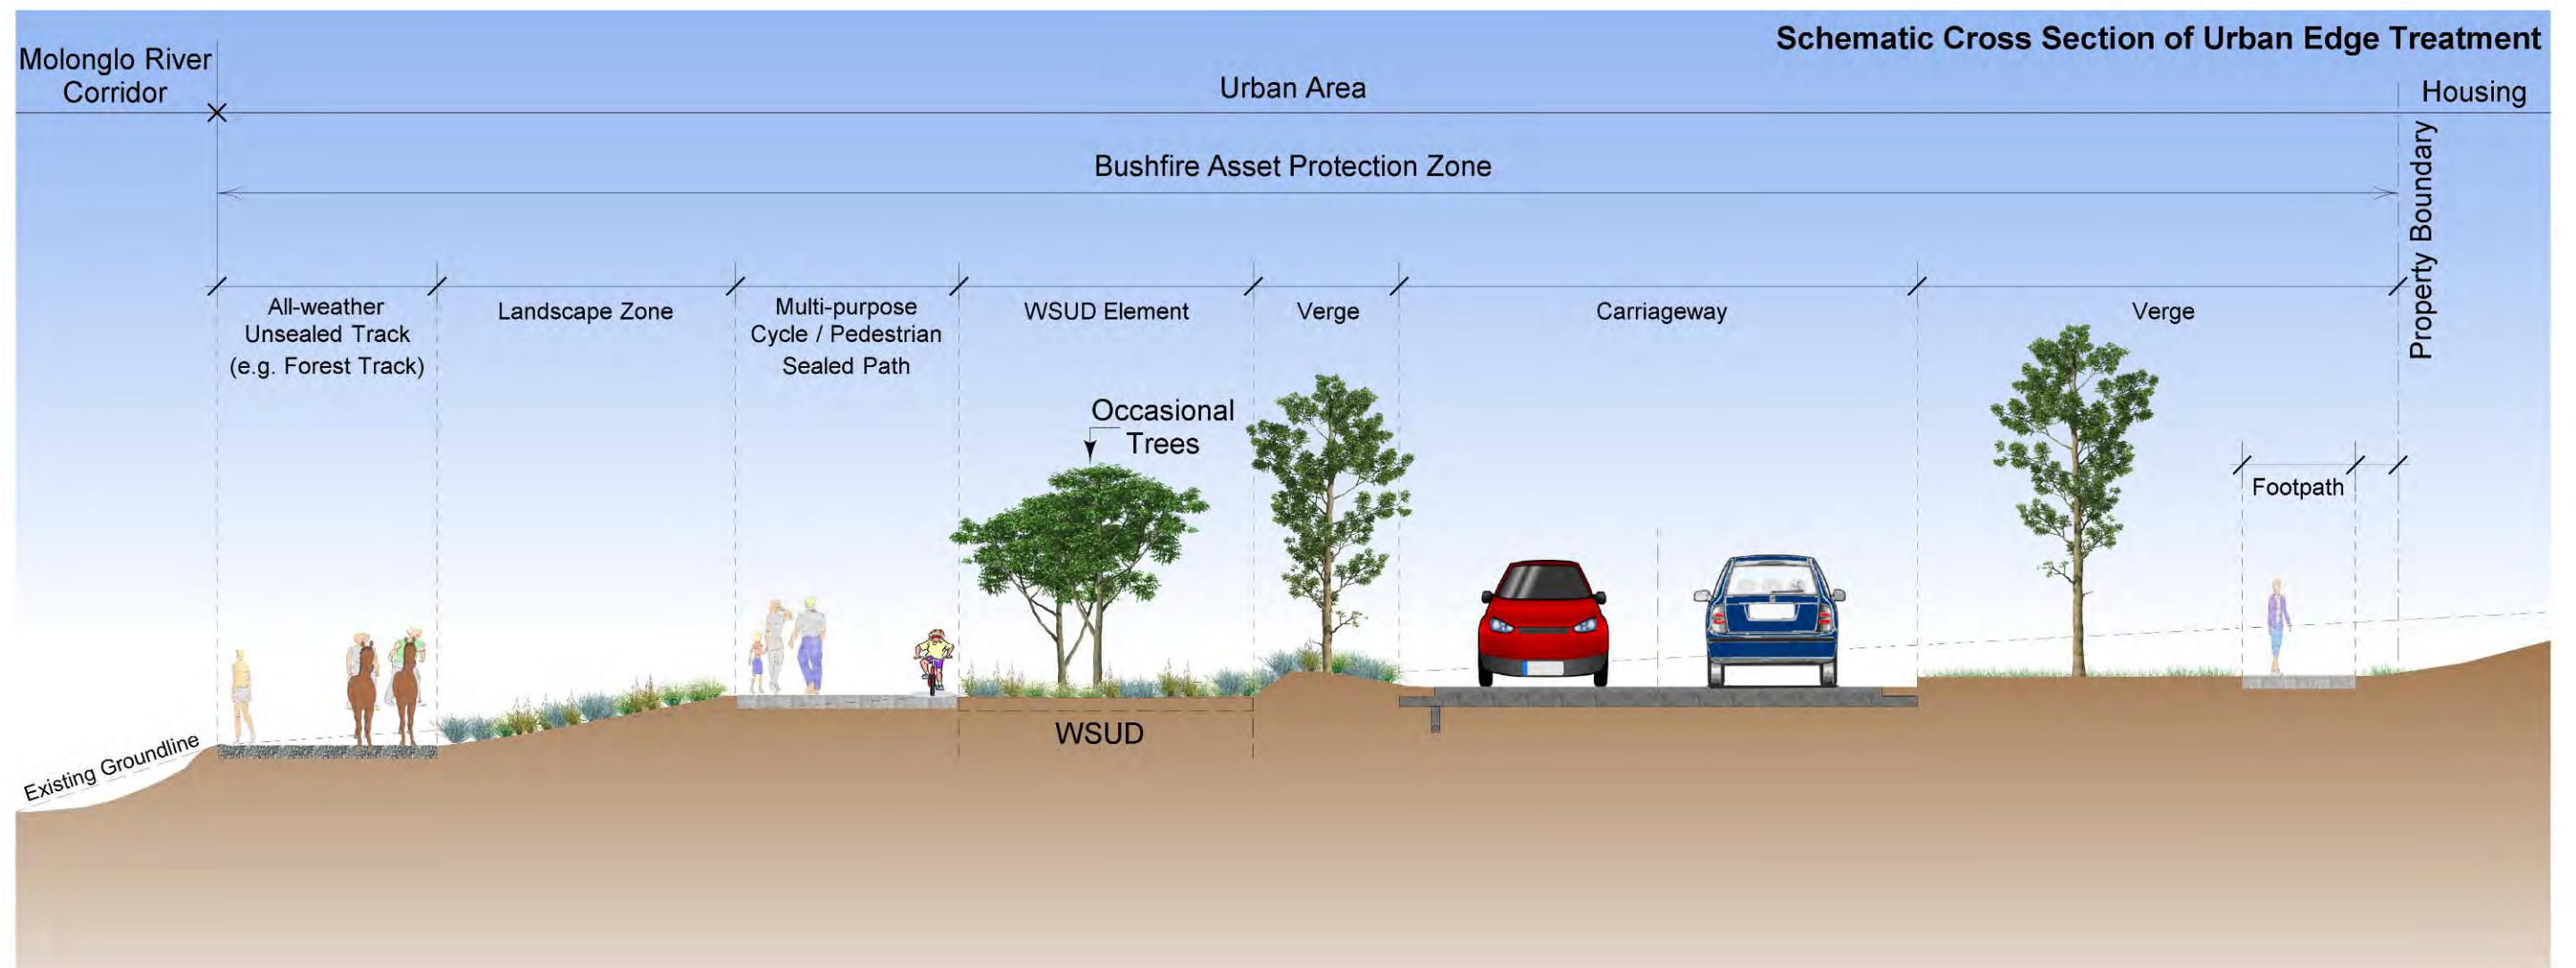 Schematic Cross Section of Urban Edge Treatment
Molonglo River
Corridor
Urban Area
Housing
Bushfire Asset Protection Zone
Property Boundary
All-weather
Unsealed Track
(e.g. Forest Track)
Landscape Zone
Multi-purpose
Cycle / Pedestrian
Sealed Path
WSUD Element
Verge
Carriageway
Verge
Occasional
Trees
Footpath
WSUD
Existing Groundline